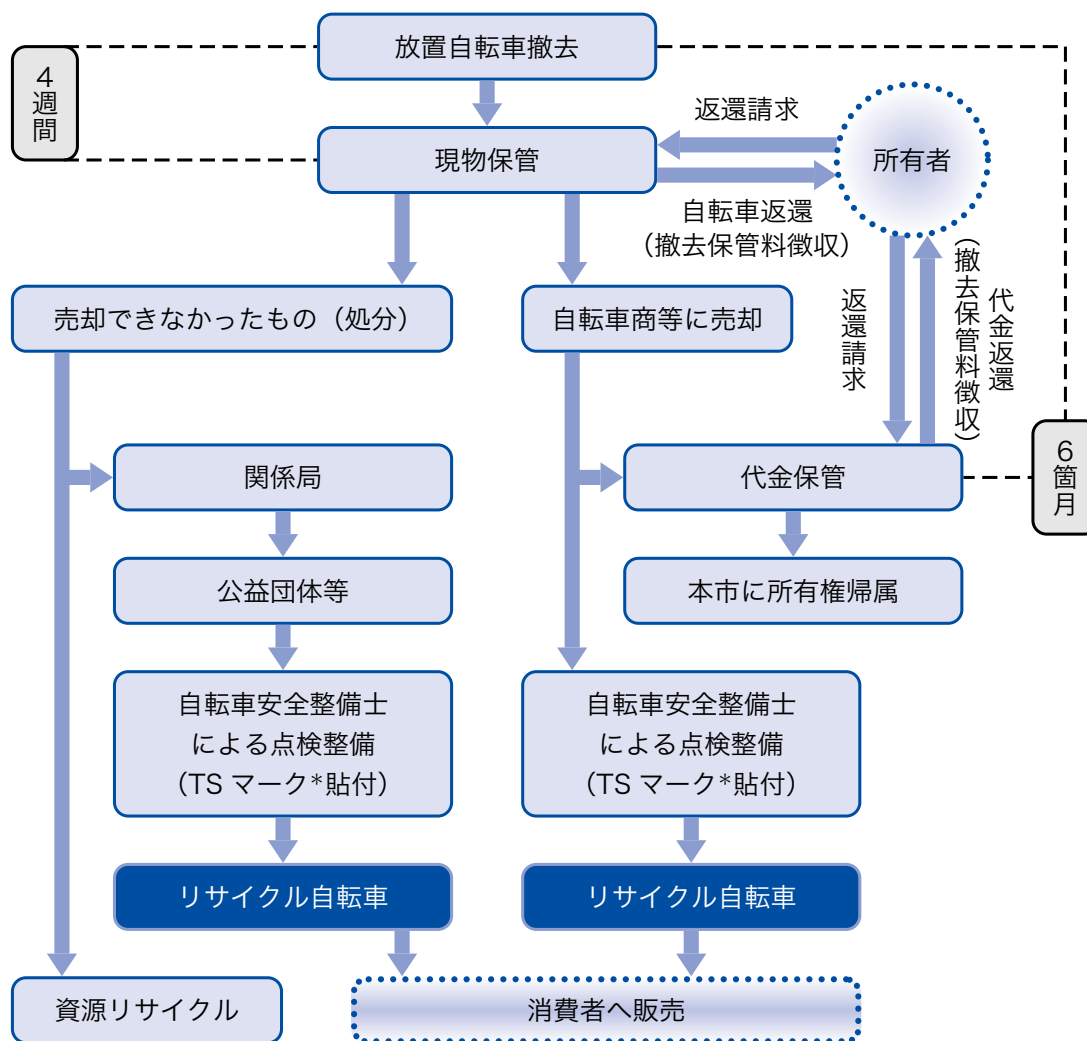 放置自転車撤去
4週間
返還請求
現物保管
所有者
自転車返還
（撤去保管料徴収）
売却できなかったもの（処分）
自転車商等に売却
返還請求
代金返還
（撤去保管料徴収）
6箇月
関係局
代金保管
公益団体等
本市に所有権帰属
自転車安全整備士
による点検整備
（TS マーク*貼付）
自転車安全整備士
による点検整備
（TS マーク*貼付）
リサイクル自転車
リサイクル自転車
資源リサイクル
消費者へ販売